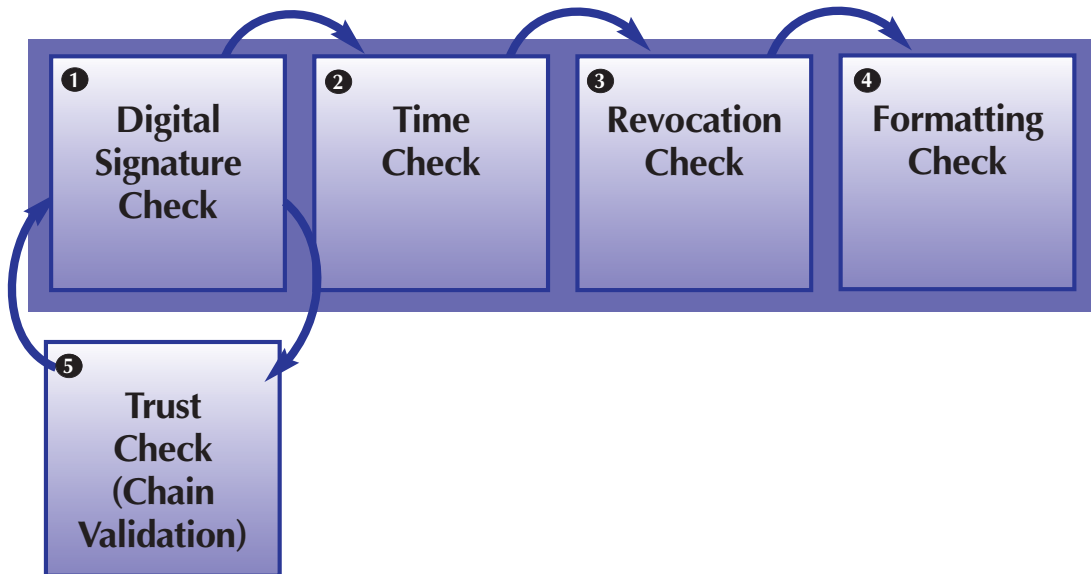 1
Digital
Signature
Check
2
Time
Check
3
Revocation
Check
4
Formatting
Check
5
Trust
Check
(Chain
Validation)